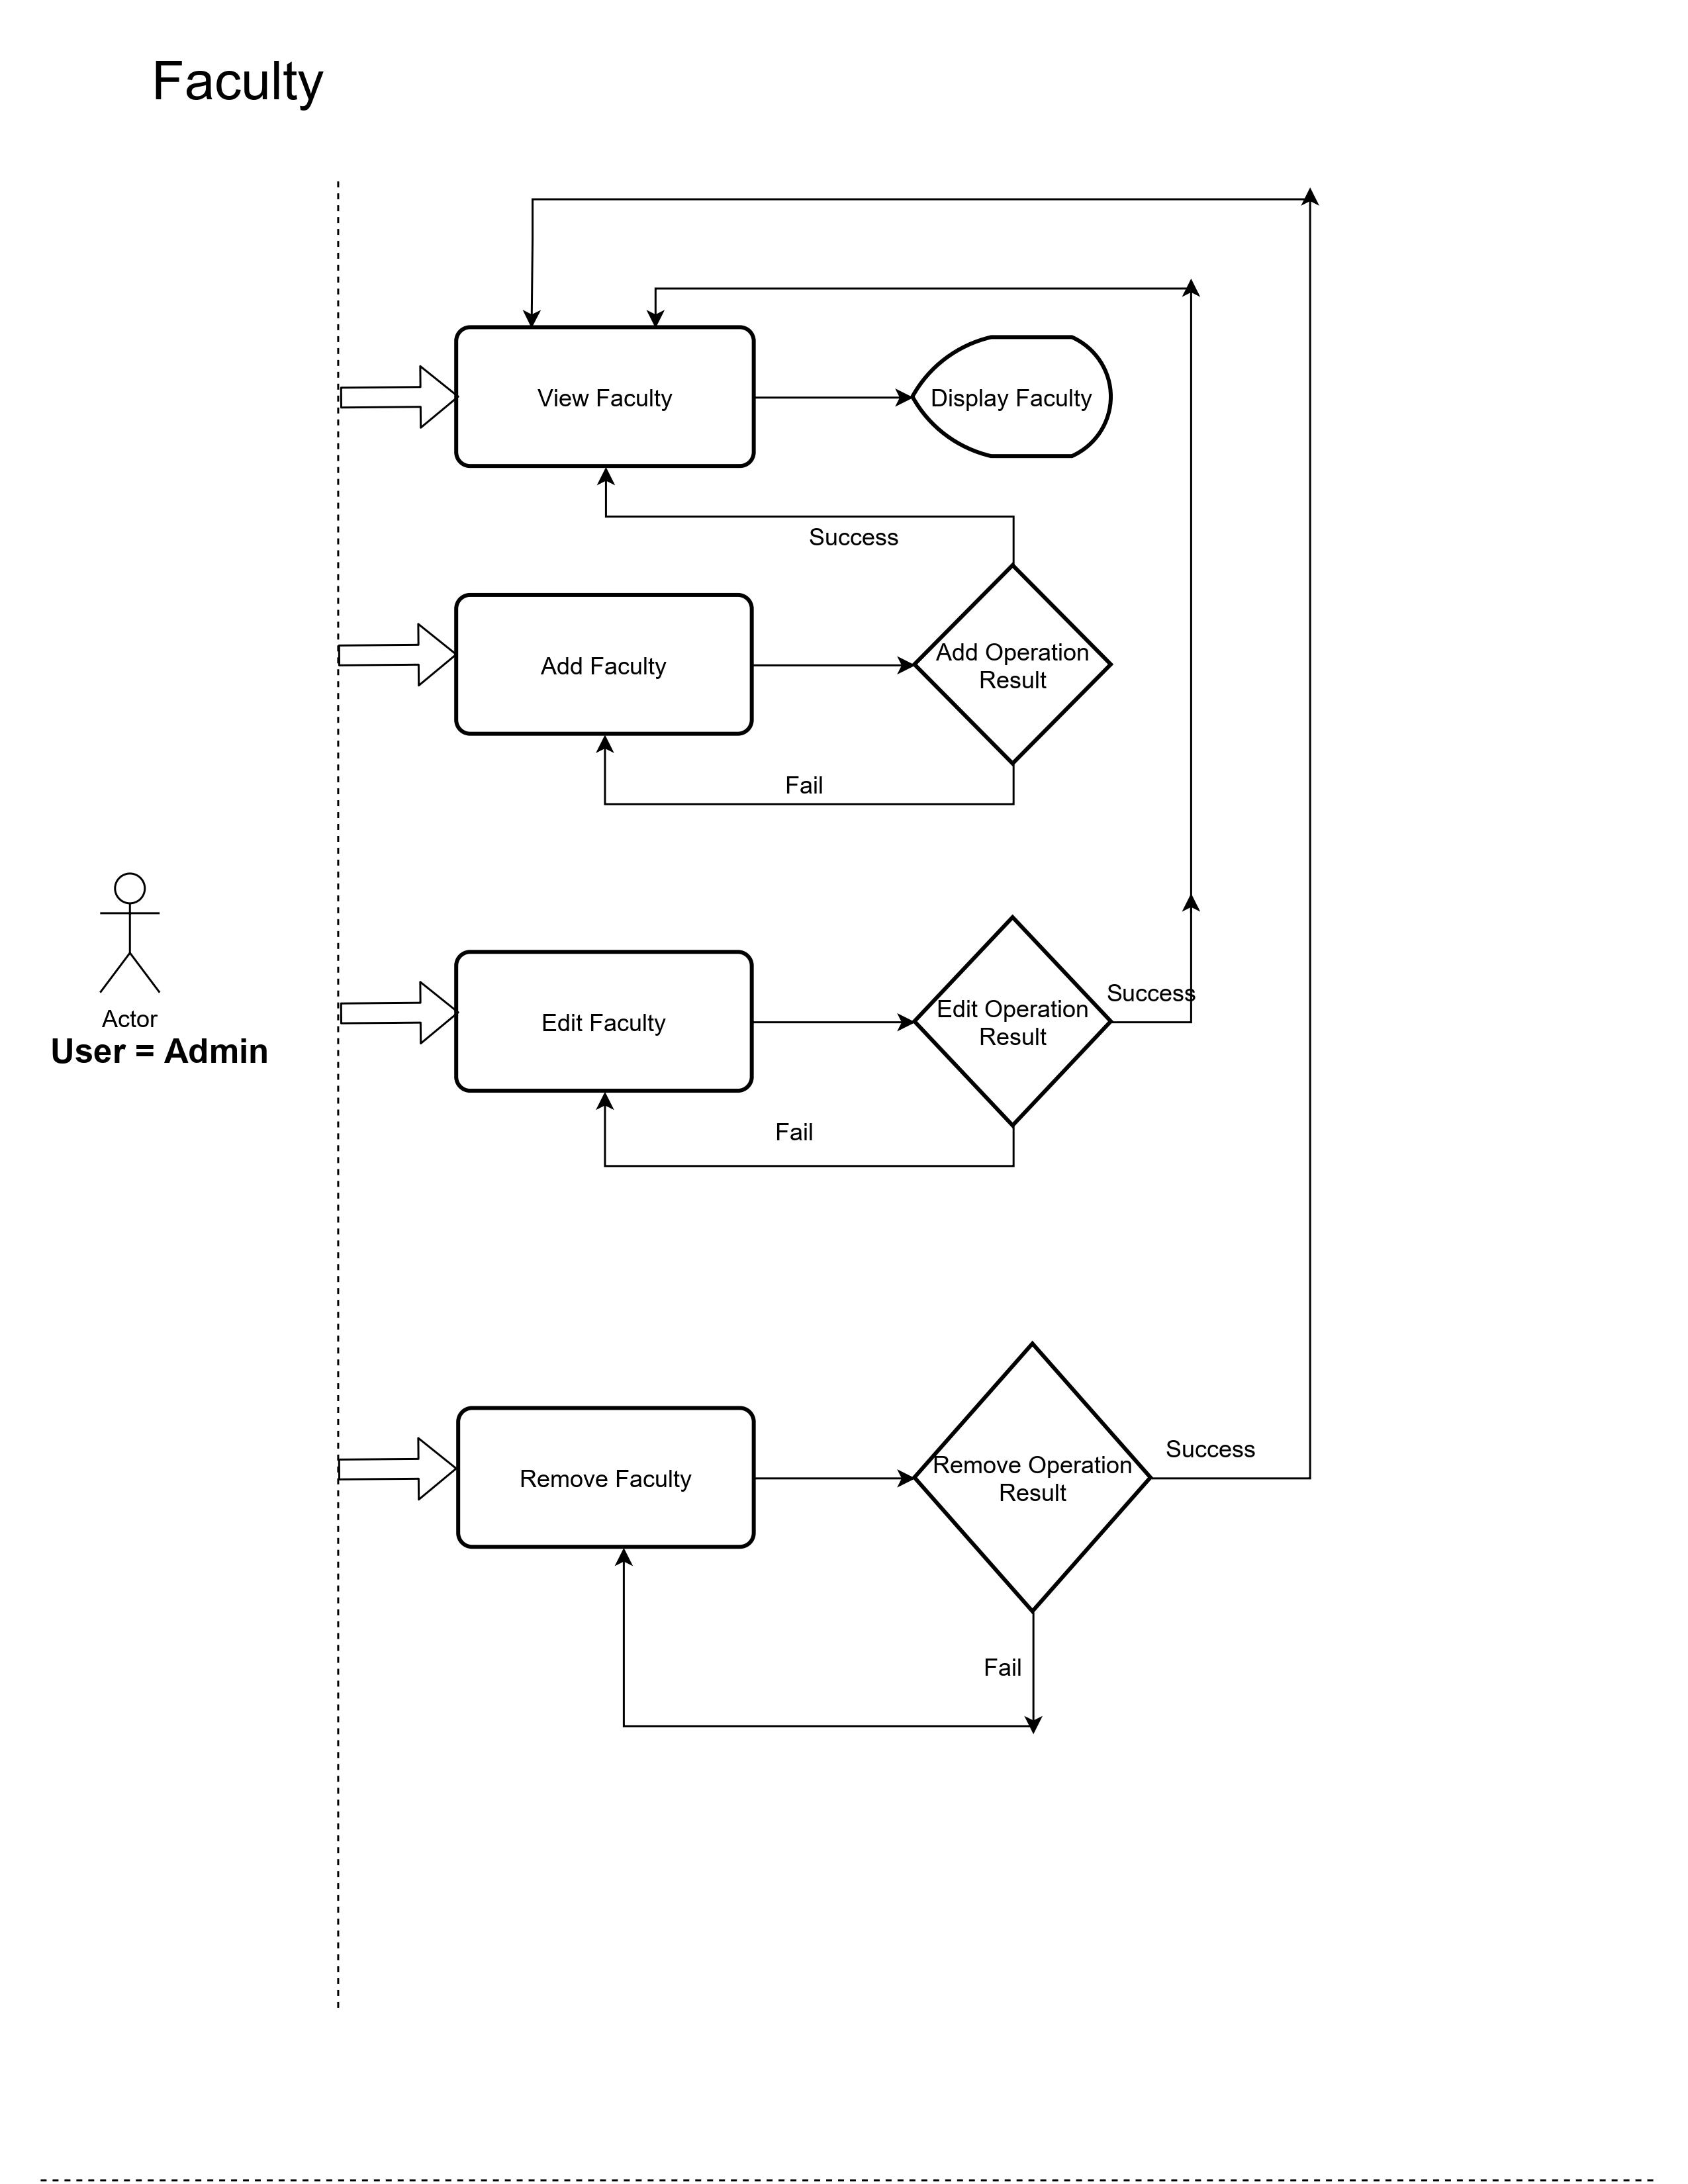 Faculty
View Faculty
Display Faculty
Success
Add Faculty
Add Operation
Result
Fail
Actor
User = Admin
Edit Faculty
Edit Operation
Result
Success
Fail
Remove Faculty
Remove Operation
Result
Success
Fail